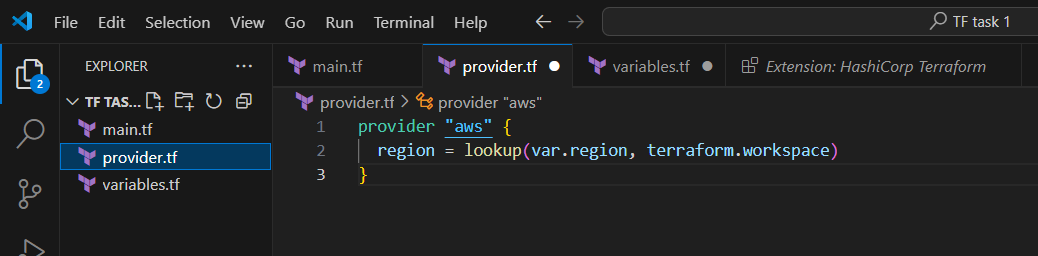 File Edit Selection View Go Run Terminal Help TF task 1
EXPLORER
2
TF TAS...
main.tf
provider.tf
variables.tf
main.tf provider.tf variables.tf Extension: HashiCorp Terraform
provider.tf > provider "aws"
1 provider "aws" {
2 region = lookup(var.region, terraform.workspace)
3 }